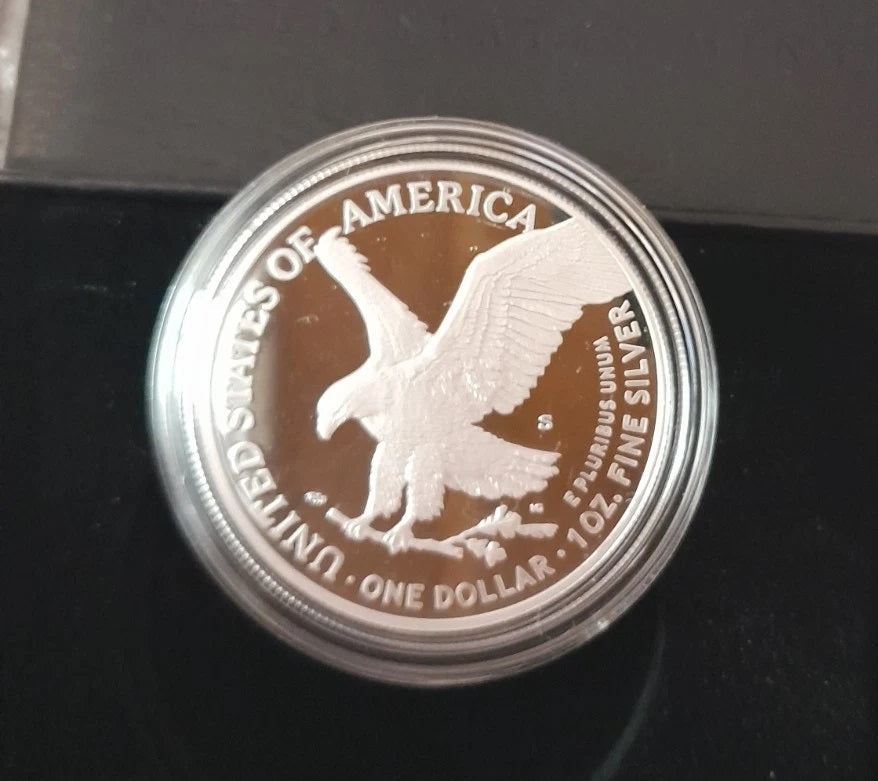 UNITED STATES OF AMERICA
S
E PLURIBUS UNUM
· ONE DOLLAR · 1 OZ. FINE SILVER